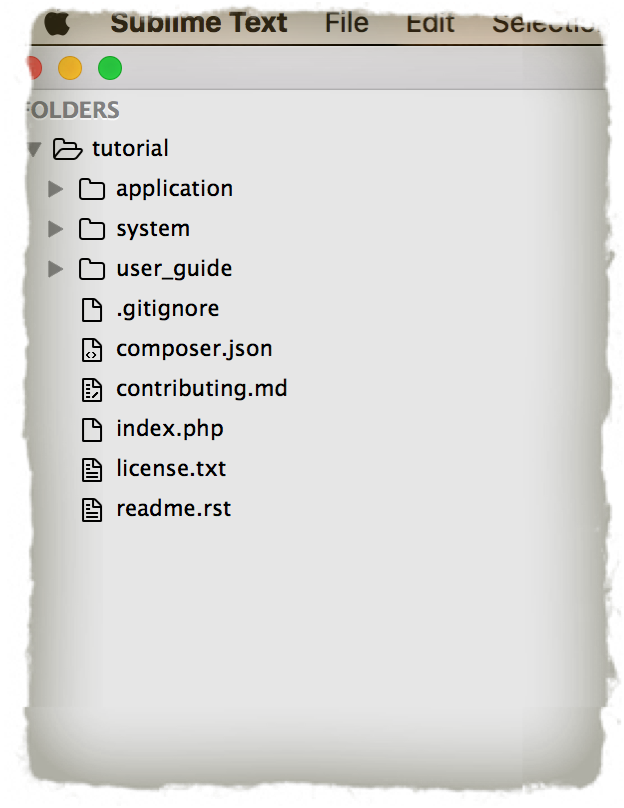 Sublime Text File Edit Selection
FOLDERS
tutorial
application
system
user_guide
.gitignore
composer.json
contributing.md
index.php
license.txt
readme.rst